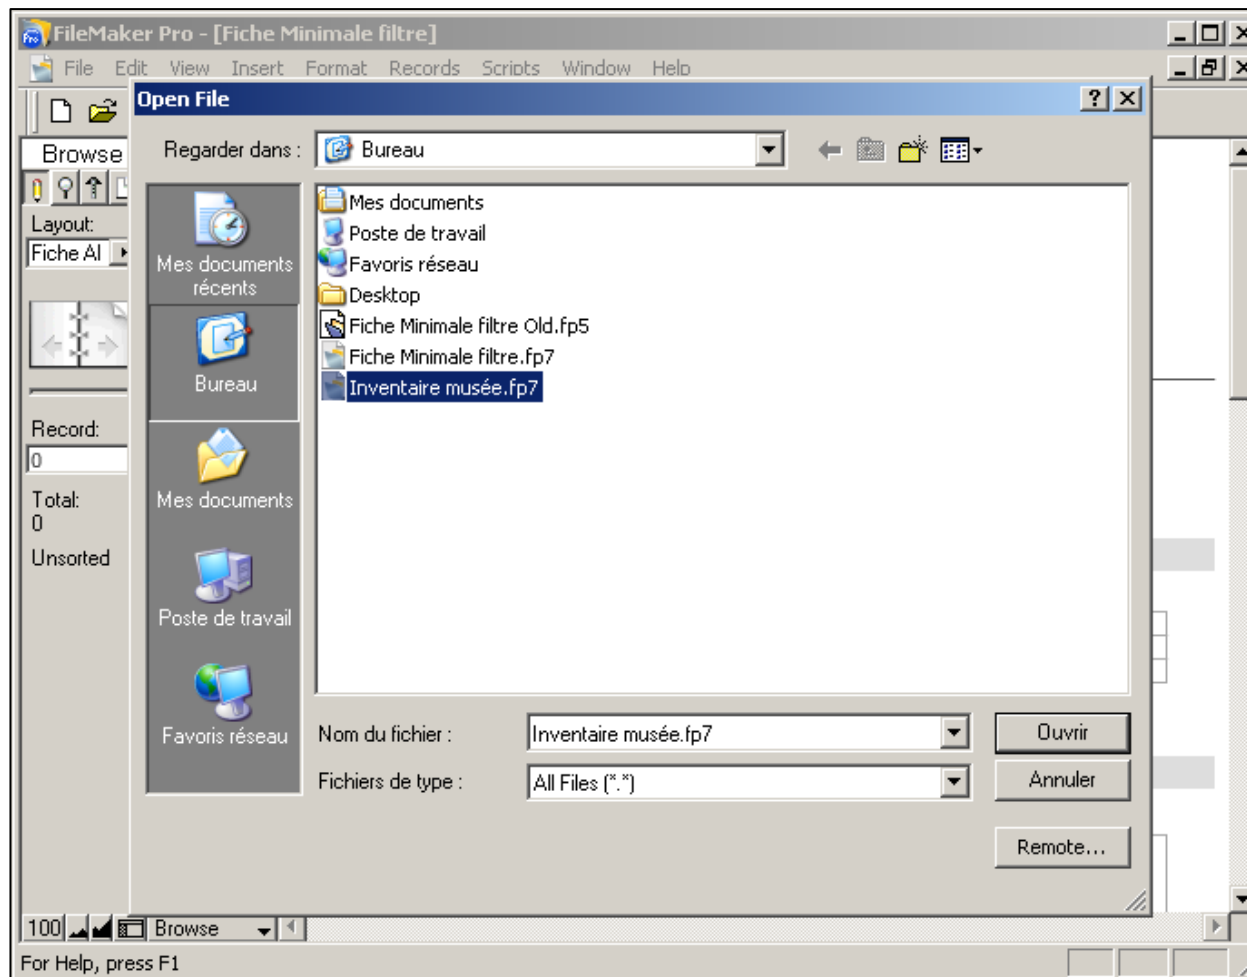 FileMaker Pro - [Fiche Minimale filtre]
File Edit View Insert Format Records Scripts Window Help
Open File
Regarder dans :
Bureau
Browse
Layout:
Fiche Al
Record:
0
Total:
0
Unsorted
Mes documents
récents
Bureau
Mes documents
Poste de travail
Favoris réseau
Mes documents
Poste de travail
Favoris réseau
Desktop
Fiche Minimale filtre Old.fp5
Fiche Minimale filtre.fp7
Inventaire musée.fp7
Nom du fichier :
Inventaire musée.fp7
Ouvrir
Fichiers de type :
All Files (*.*)
Annuler
Remote...
100
Browse
For Help, press F1